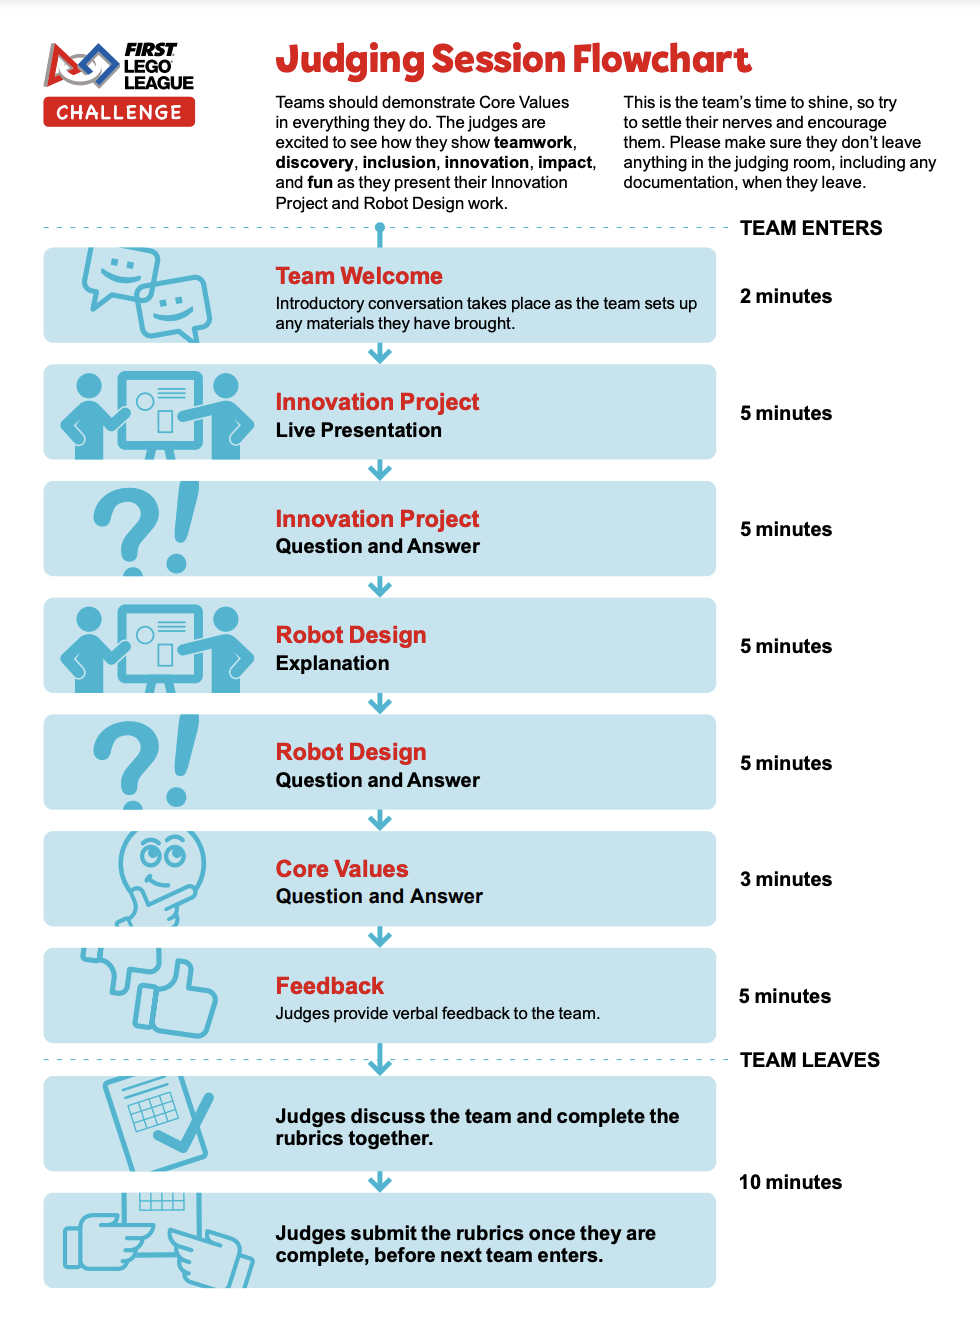 FIRST
LEGO
LEAGUE
CHALLENGE
Judging Session Flowchart
Teams should demonstrate Core Values
in everything they do. The judges are
excited to see how they show teamwork,
discovery, inclusion, innovation, impact,
and fun as they present their Innovation
Project and Robot Design work.
This is the team's time to shine, so try
to settle their nerves and encourage
them. Please make sure they don't leave
anything in the judging room, including any
documentation, when they leave.
TEAM ENTERS
Team Welcome
Introductory conversation takes place as the team sets up
any materials they have brought.
2 minutes
Innovation Project
Live Presentation
5 minutes
?!
Innovation Project
Question and Answer
5 minutes
Robot Design
Explanation
5 minutes
?!
Robot Design
Question and Answer
5 minutes
Core Values
Question and Answer
3 minutes
Feedback
Judges provide verbal feedback to the team.
5 minutes
TEAM LEAVES
Judges discuss the team and complete the
rubrics together.
10 minutes
Judges submit the rubrics once they are
complete, before next team enters.